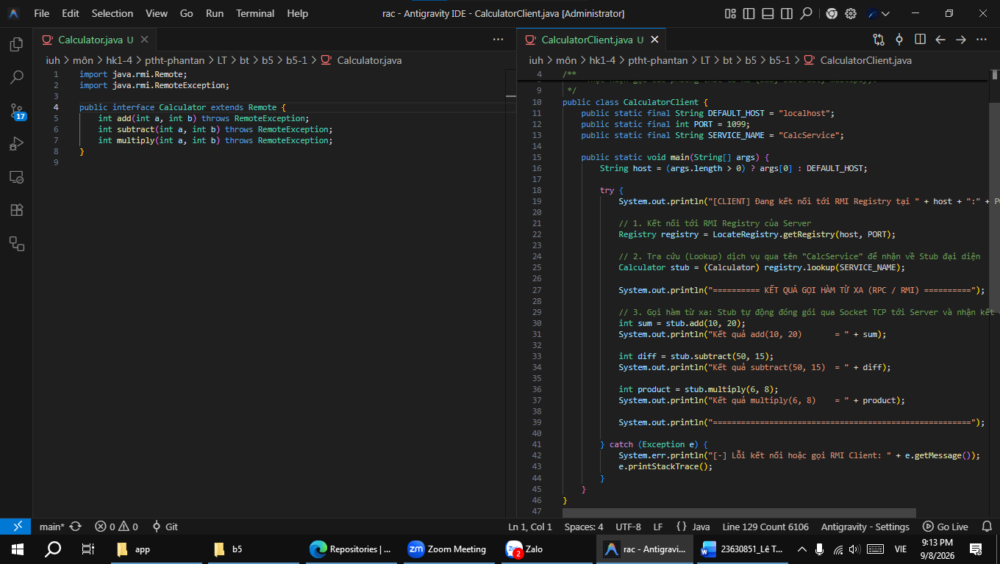 File Edit Selection View Go Run Terminal Help
rac - Antigravity IDE - CalculatorClient.java [Administrator]
Calculator.java U
iuh > môn > hk1-4 > ptht-phantan > LT > bt > b5 > b5-1 > Calculator.java
1 import java.rmi.Remote;
2 import java.rmi.RemoteException;
3
4 public interface Calculator extends Remote {
5 int add(int a, int b) throws RemoteException;
6 int subtract(int a, int b) throws RemoteException;
7 int multiply(int a, int b) throws RemoteException;
8 }
9
CalculatorClient.java U
iuh > môn > hk1-4 > ptht-phantan > LT > bt > b5 > b5-1 > CalculatorClient.java
4 /**
9 */
10 public class CalculatorClient {
11 public static final String DEFAULT_HOST = "localhost";
12 public static final int PORT = 1099;
13 public static final String SERVICE_NAME = "CalcService";
14
15 public static void main(String[] args) {
16 String host = (args.length > 0) ? args[0] : DEFAULT_HOST;
17
18 try {
19 System.out.println("[CLIENT] Đang kết nối tới RMI Registry tại " + host + ":" + P
20
21 // 1. Kết nối tới RMI Registry của Server
22 Registry registry = LocateRegistry.getRegistry(host, PORT);
23
24 // 2. Tra cứu (Lookup) dịch vụ qua tên "CalcService" để nhận về Stub đại diện
25 Calculator stub = (Calculator) registry.lookup(SERVICE_NAME);
26
27 System.out.println("========== KẾT QUẢ GỌI HÀM TỪ XA (RPC / RMI) ==========");
28
29 // 3. Gọi hàm từ xa: Stub tự động đóng gói qua Socket TCP tới Server và nhận kết
30 int sum = stub.add(10, 20);
31 System.out.println("Kết quả add(10, 20) = " + sum);
32
33 int diff = stub.subtract(50, 15);
34 System.out.println("Kết quả subtract(50, 15) = " + diff);
35
36 int product = stub.multiply(6, 8);
37 System.out.println("Kết quả multiply(6, 8) = " + product);
38
39 System.out.println("=======================================================");
40
41 } catch (Exception e) {
42 System.err.println("[-] Lỗi kết nối hoặc gọi RMI Client: " + e.getMessage());
43 e.printStackTrace();
44 }
45 }
46 }
47
17
main* 0 0 Git
Ln 1, Col 1 Spaces: 4 UTF-8 LF {} Java Line 129 Count 6106 Antigravity - Settings Go Live
app b5 Repositories | ... zm Zoom Meeting Zalo 2 rac - Antigravi... 23630851_Lê T... VIE
9:13 PM
9/8/2026